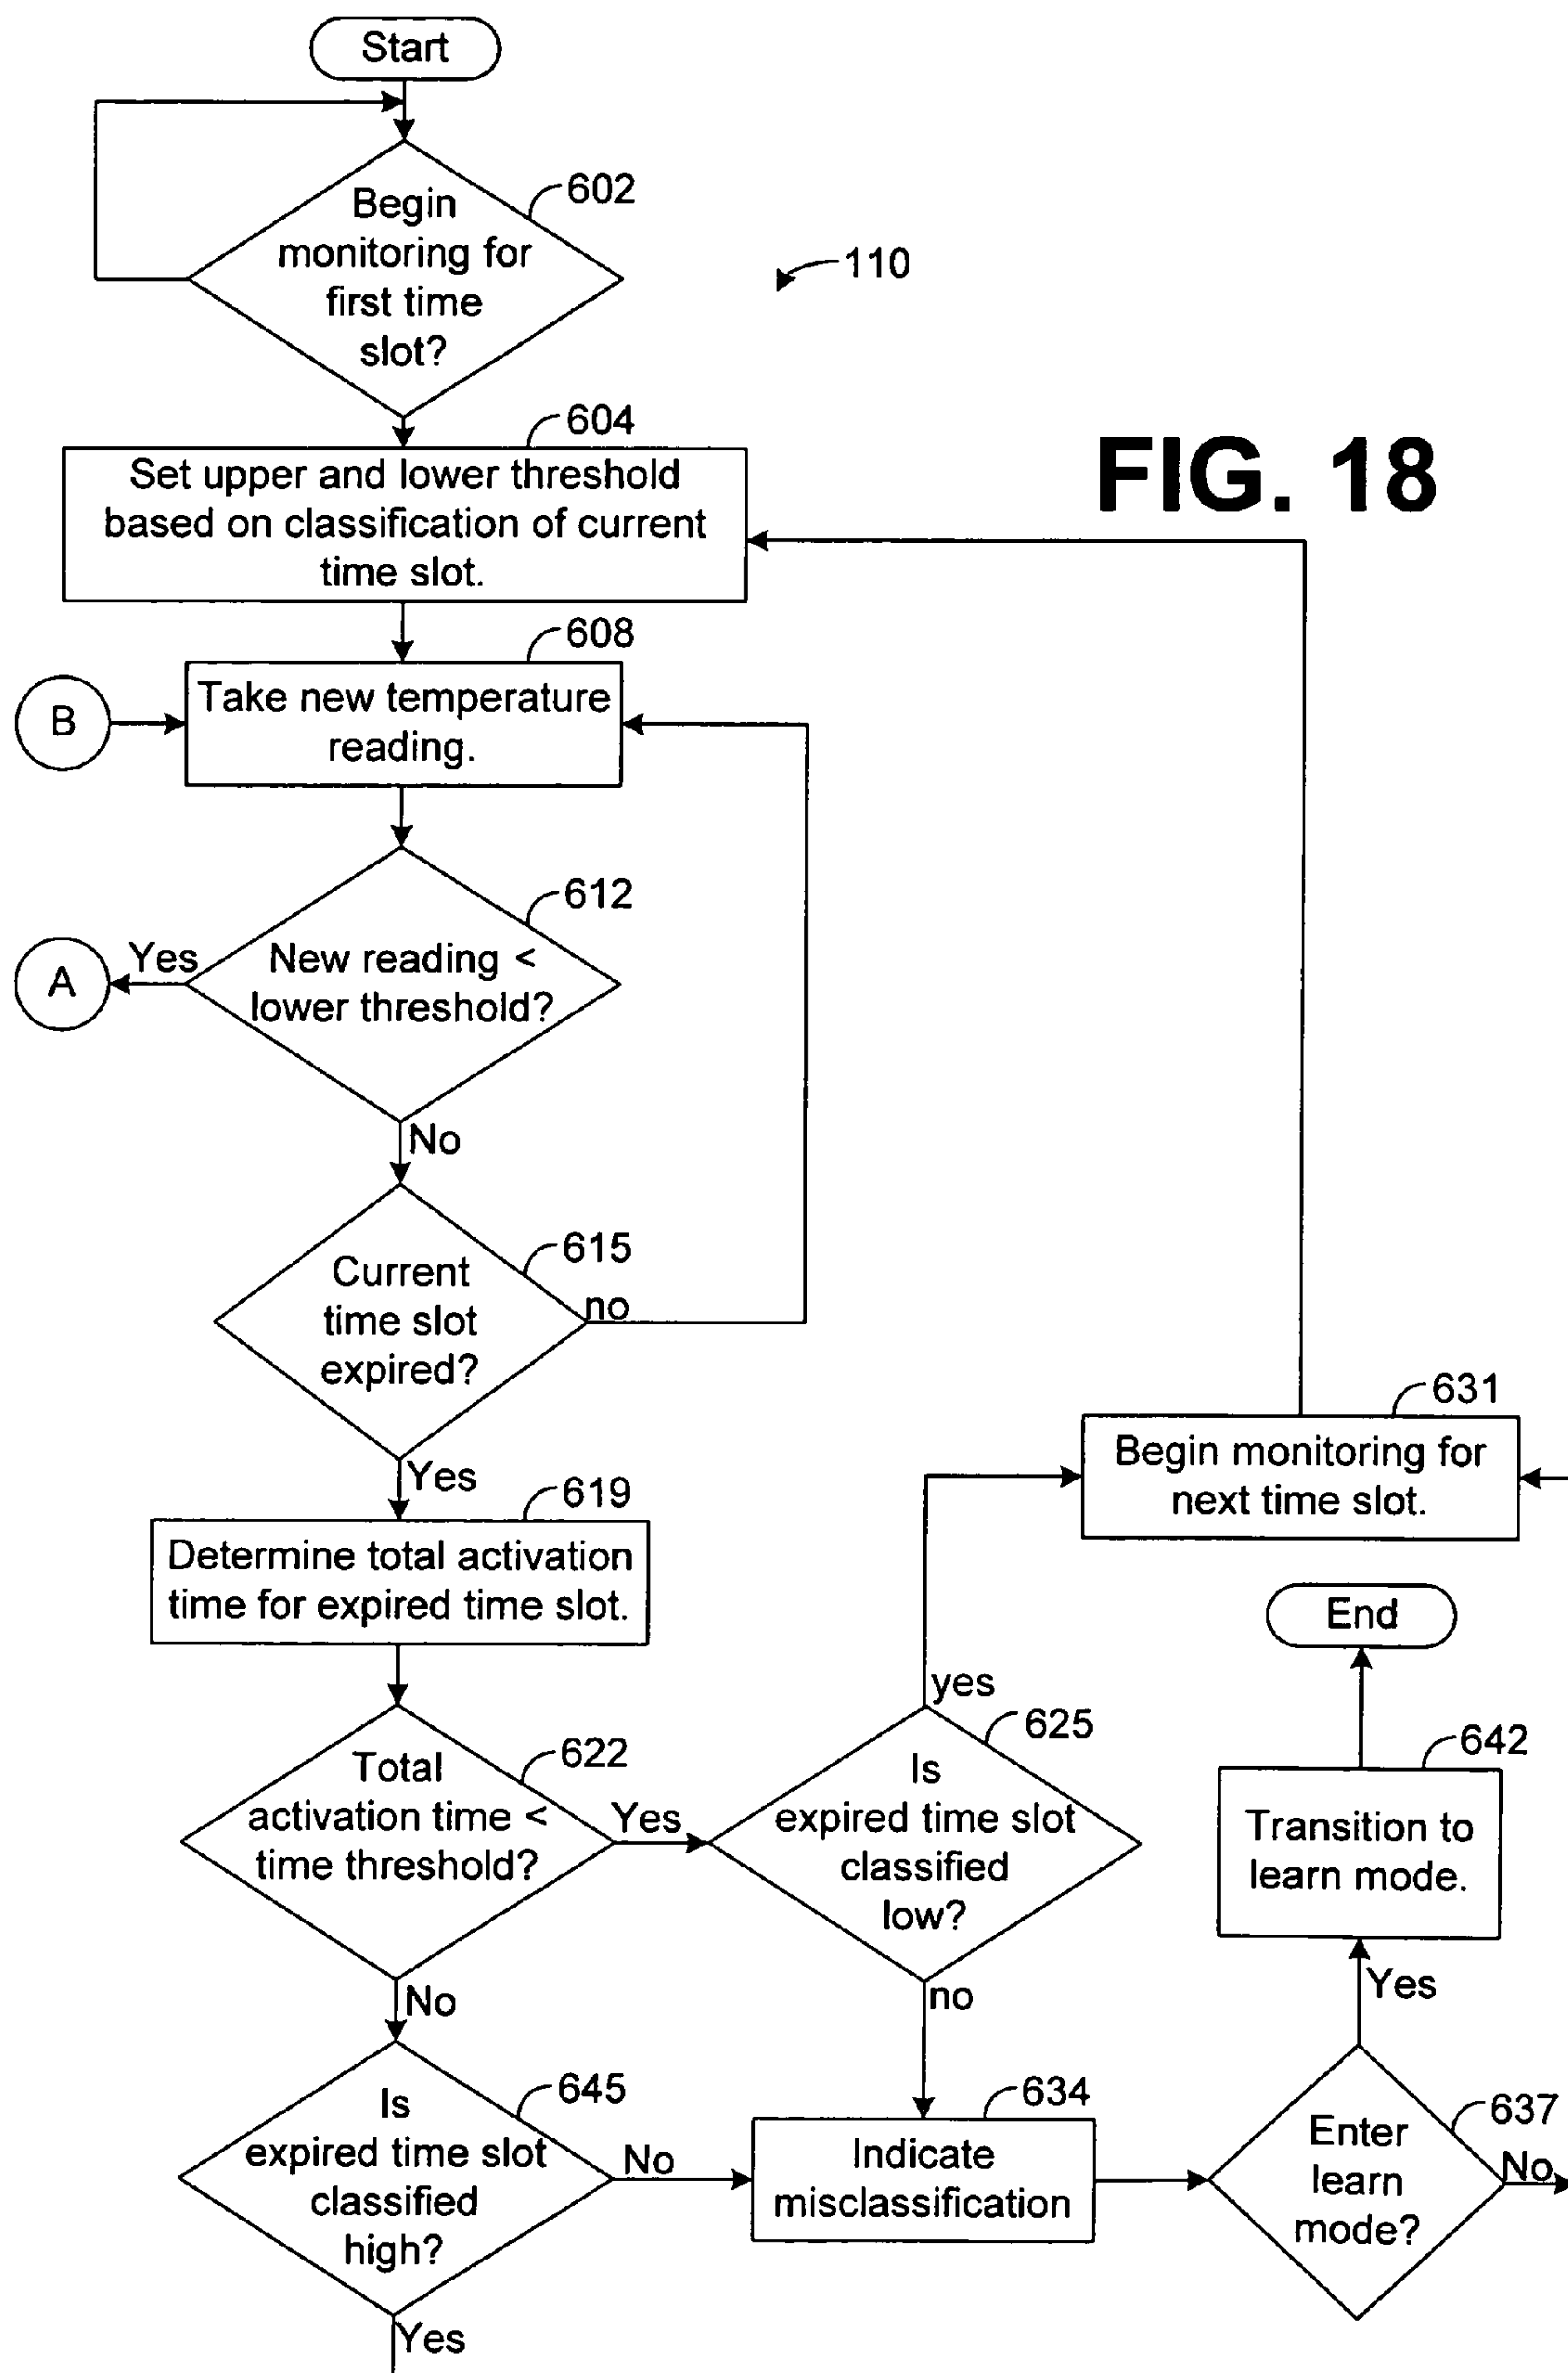 Start
Begin
monitoring for
first time
slot?
602
110
604
Set upper and lower threshold
based on classification of current
time slot.
FIG. 18
608
B
Take new temperature
reading.
612
A
Yes
New reading <
lower threshold?
No
615
Current
time slot
expired?
no
Yes
631
Begin monitoring for
next time slot.
619
Determine total activation
time for expired time slot.
End
622
Total
activation time <
time threshold?
Yes
yes
625
Is
expired time slot
classified
low?
no
642
Transition to
learn mode.
Yes
No
645
Is
expired time slot
classified
high?
No
634
Indicate
misclassification
637
Enter
learn
mode?
No
Yes